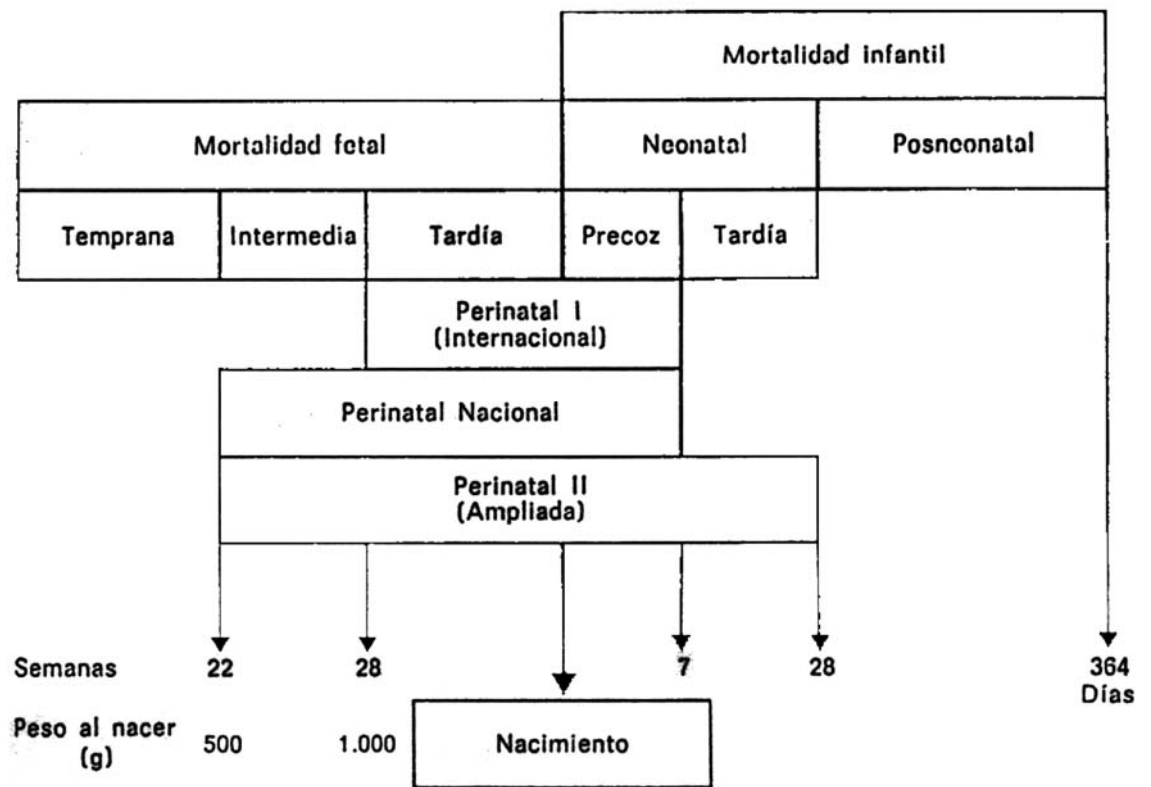 Mortalidad infantil
Mortalidad fetal
Neonatal
Posneonatal
Temprana
Intermedia
Tardía
Precoz
Tardía
Perinatal I
(Internacional)
Perinatal Nacional
Perinatal II
(Ampliada)
Semanas
22
28
7
28
364
Días
Peso al nacer
(g)
500
1.000
Nacimiento